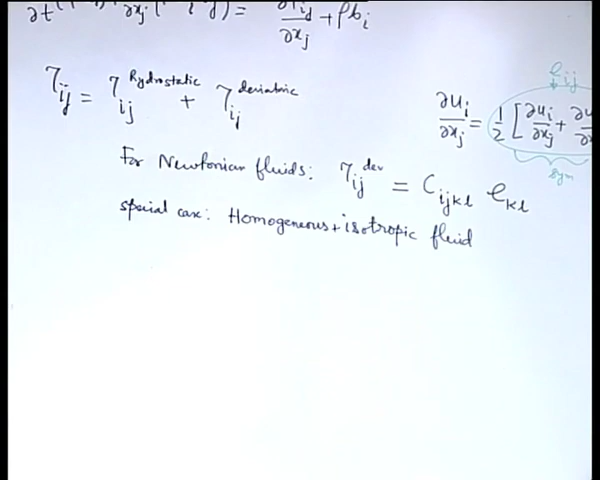 ∂τij/∂xj + ρbi
τij = τij^hydrostatic + τij^deviatoric
eij
∂ui/∂xj = 1/2 [∂ui/∂xj +
Sym
For Newtonian fluids: τij^dev = Cijkl ekl
special case: Homogeneous + isotropic fluid